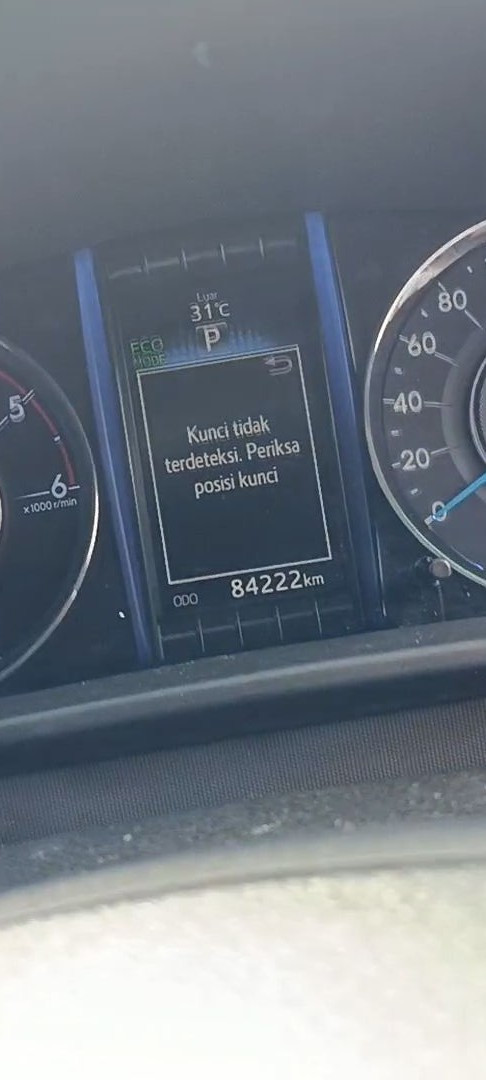 Luar
31°C
P
ECO
MODE
Kunci tidak
terdeteksi. Periksa
posisi kunci
ODO 84222km
5
6
x1000 r/min
80
60
40
20
0